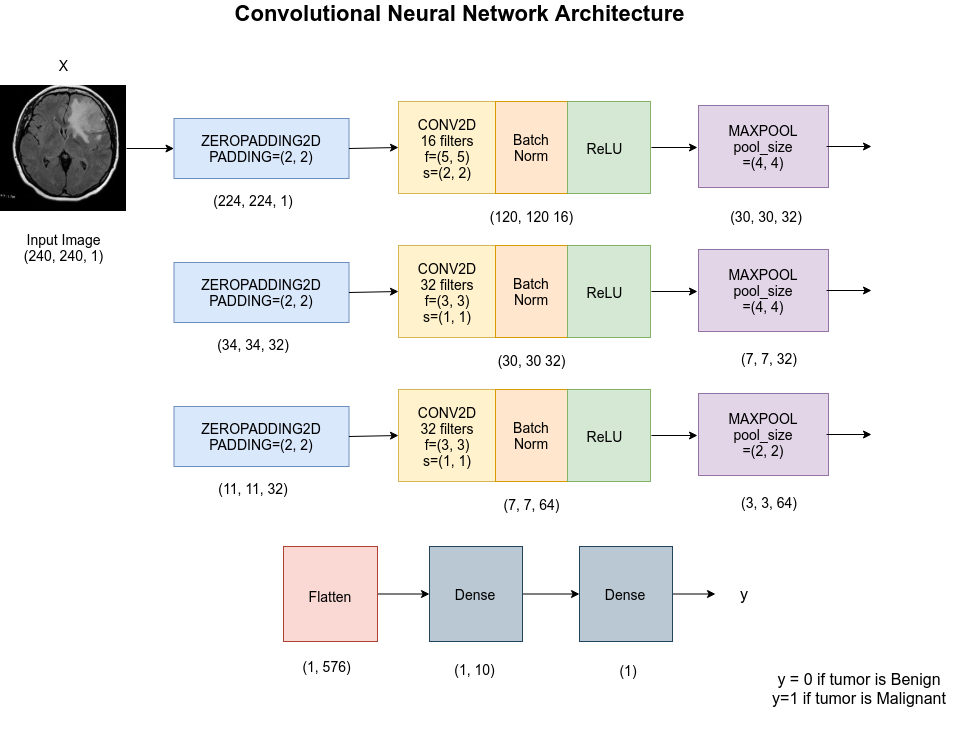 Convolutional Neural Network Architecture
X
Input Image
(240, 240, 1)
ZEROPADDING2D
PADDING=(2, 2)
(224, 224, 1)
CONV2D
16 filters
f=(5, 5)
s=(2, 2)
Batch
Norm
ReLU
(120, 120 16)
MAXPOOL
pool_size
=(4, 4)
(30, 30, 32)
ZEROPADDING2D
PADDING=(2, 2)
(34, 34, 32)
CONV2D
32 filters
f=(3, 3)
s=(1, 1)
Batch
Norm
ReLU
(30, 30 32)
MAXPOOL
pool_size
=(4, 4)
(7, 7, 32)
ZEROPADDING2D
PADDING=(2, 2)
(11, 11, 32)
CONV2D
32 filters
f=(3, 3)
s=(1, 1)
Batch
Norm
ReLU
(7, 7, 64)
MAXPOOL
pool_size
=(2, 2)
(3, 3, 64)
Flatten
(1, 576)
Dense
(1, 10)
Dense
(1)
y
y = 0 if tumor is Benign
y=1 if tumor is Malignant